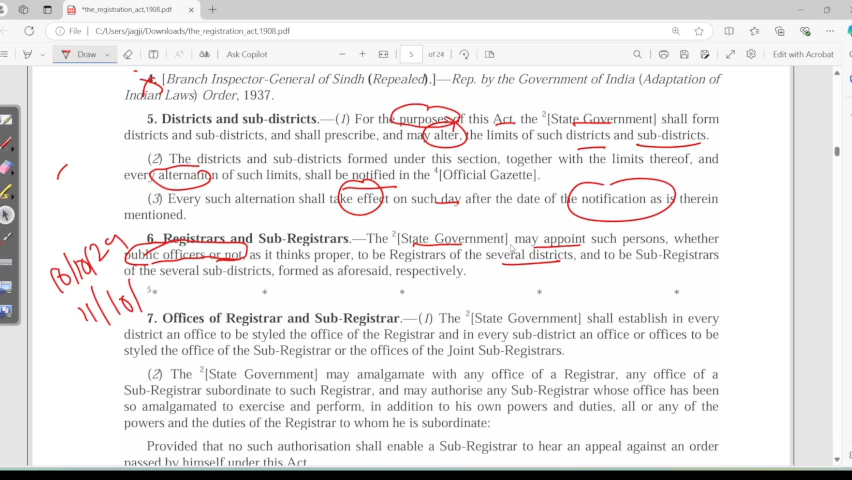 *the_registration_act,1908.pdf
File
C:/Users/jagji/Downloads/the_registration_act,1908.pdf
Draw
Ask Copilot
5
of 24
Edit with Acrobat
4. [Branch Inspector-General of Sindh (Repealed).]—Rep. by the Government of India (Adaptation of
Indian Laws) Order, 1937.
5. Districts and sub-districts.—(1) For the purposes of this Act, the 2[State Government] shall form
districts and sub-districts, and shall prescribe, and may alter, the limits of such districts and sub-districts.
(2) The districts and sub-districts formed under this section, together with the limits thereof, and
every alternation of such limits, shall be notified in the 4[Official Gazette].
(3) Every such alternation shall take effect on such day after the date of the notification as is therein
mentioned.
6. Registrars and Sub-Registrars.—The 2[State Government] may appoint such persons, whether
public officers or not, as it thinks proper, to be Registrars of the several districts, and to be Sub-Registrars
of the several sub-districts, formed as aforesaid, respectively.
5* * * * *
7. Offices of Registrar and Sub-Registrar.—(1) The 2[State Government] shall establish in every
district an office to be styled the office of the Registrar and in every sub-district an office or offices to be
styled the office of the Sub-Registrar or the offices of the Joint Sub-Registrars.
(2) The 2[State Government] may amalgamate with any office of a Registrar, any office of a
Sub-Registrar subordinate to such Registrar, and may authorise any Sub-Registrar whose office has been
so amalgamated to exercise and perform, in addition to his own powers and duties, all or any of the
powers and the duties of the Registrar to whom he is subordinate:
Provided that no such authorisation shall enable a Sub-Registrar to hear an appeal against an order
passed by himself under this Act.